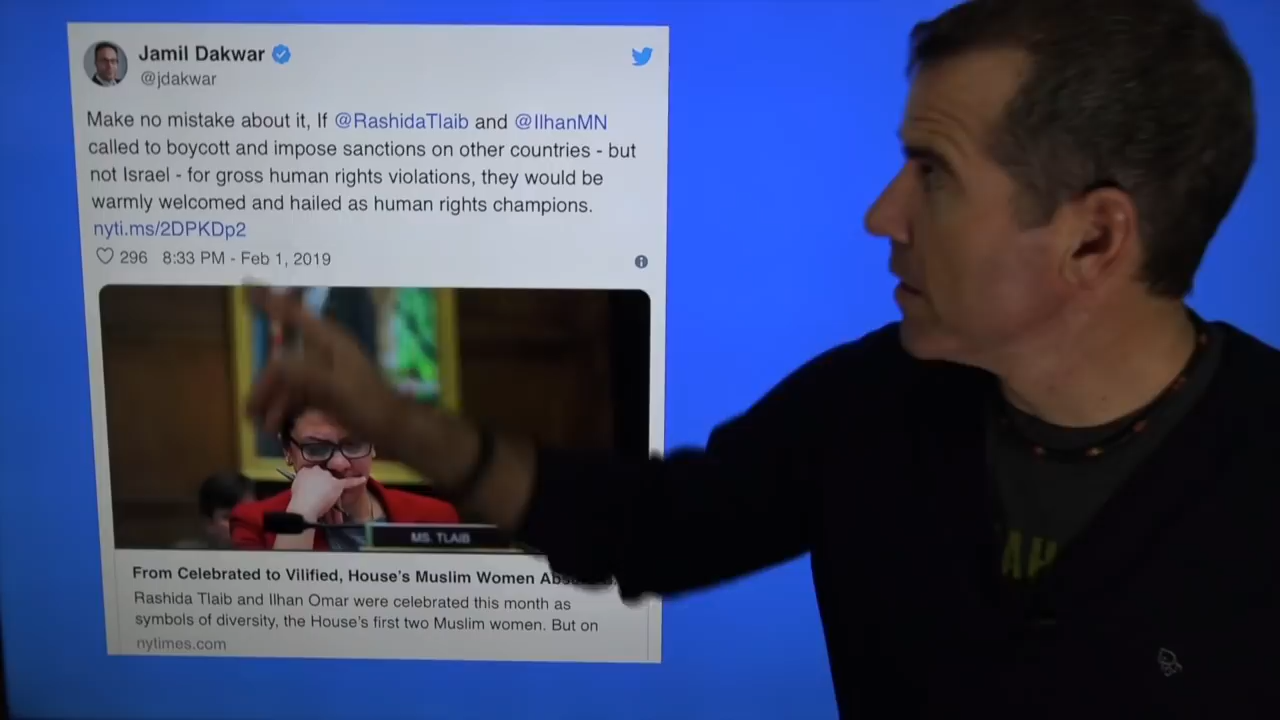 Jamil Dakwar
@jdakwar
Make no mistake about it, If @RashidaTlaib and @IlhanMN
called to boycott and impose sanctions on other countries - but
not Israel - for gross human rights violations, they would be
warmly welcomed and hailed as human rights champions.
nyti.ms/2DPKDp2
296 8:33 PM - Feb 1, 2019
MS. TLAIB
From Celebrated to Vilified, House's Muslim Women
Rashida Tlaib and Ilhan Omar were celebrated this month as
symbols of diversity, the House's first two Muslim women. But on
nytimes.com